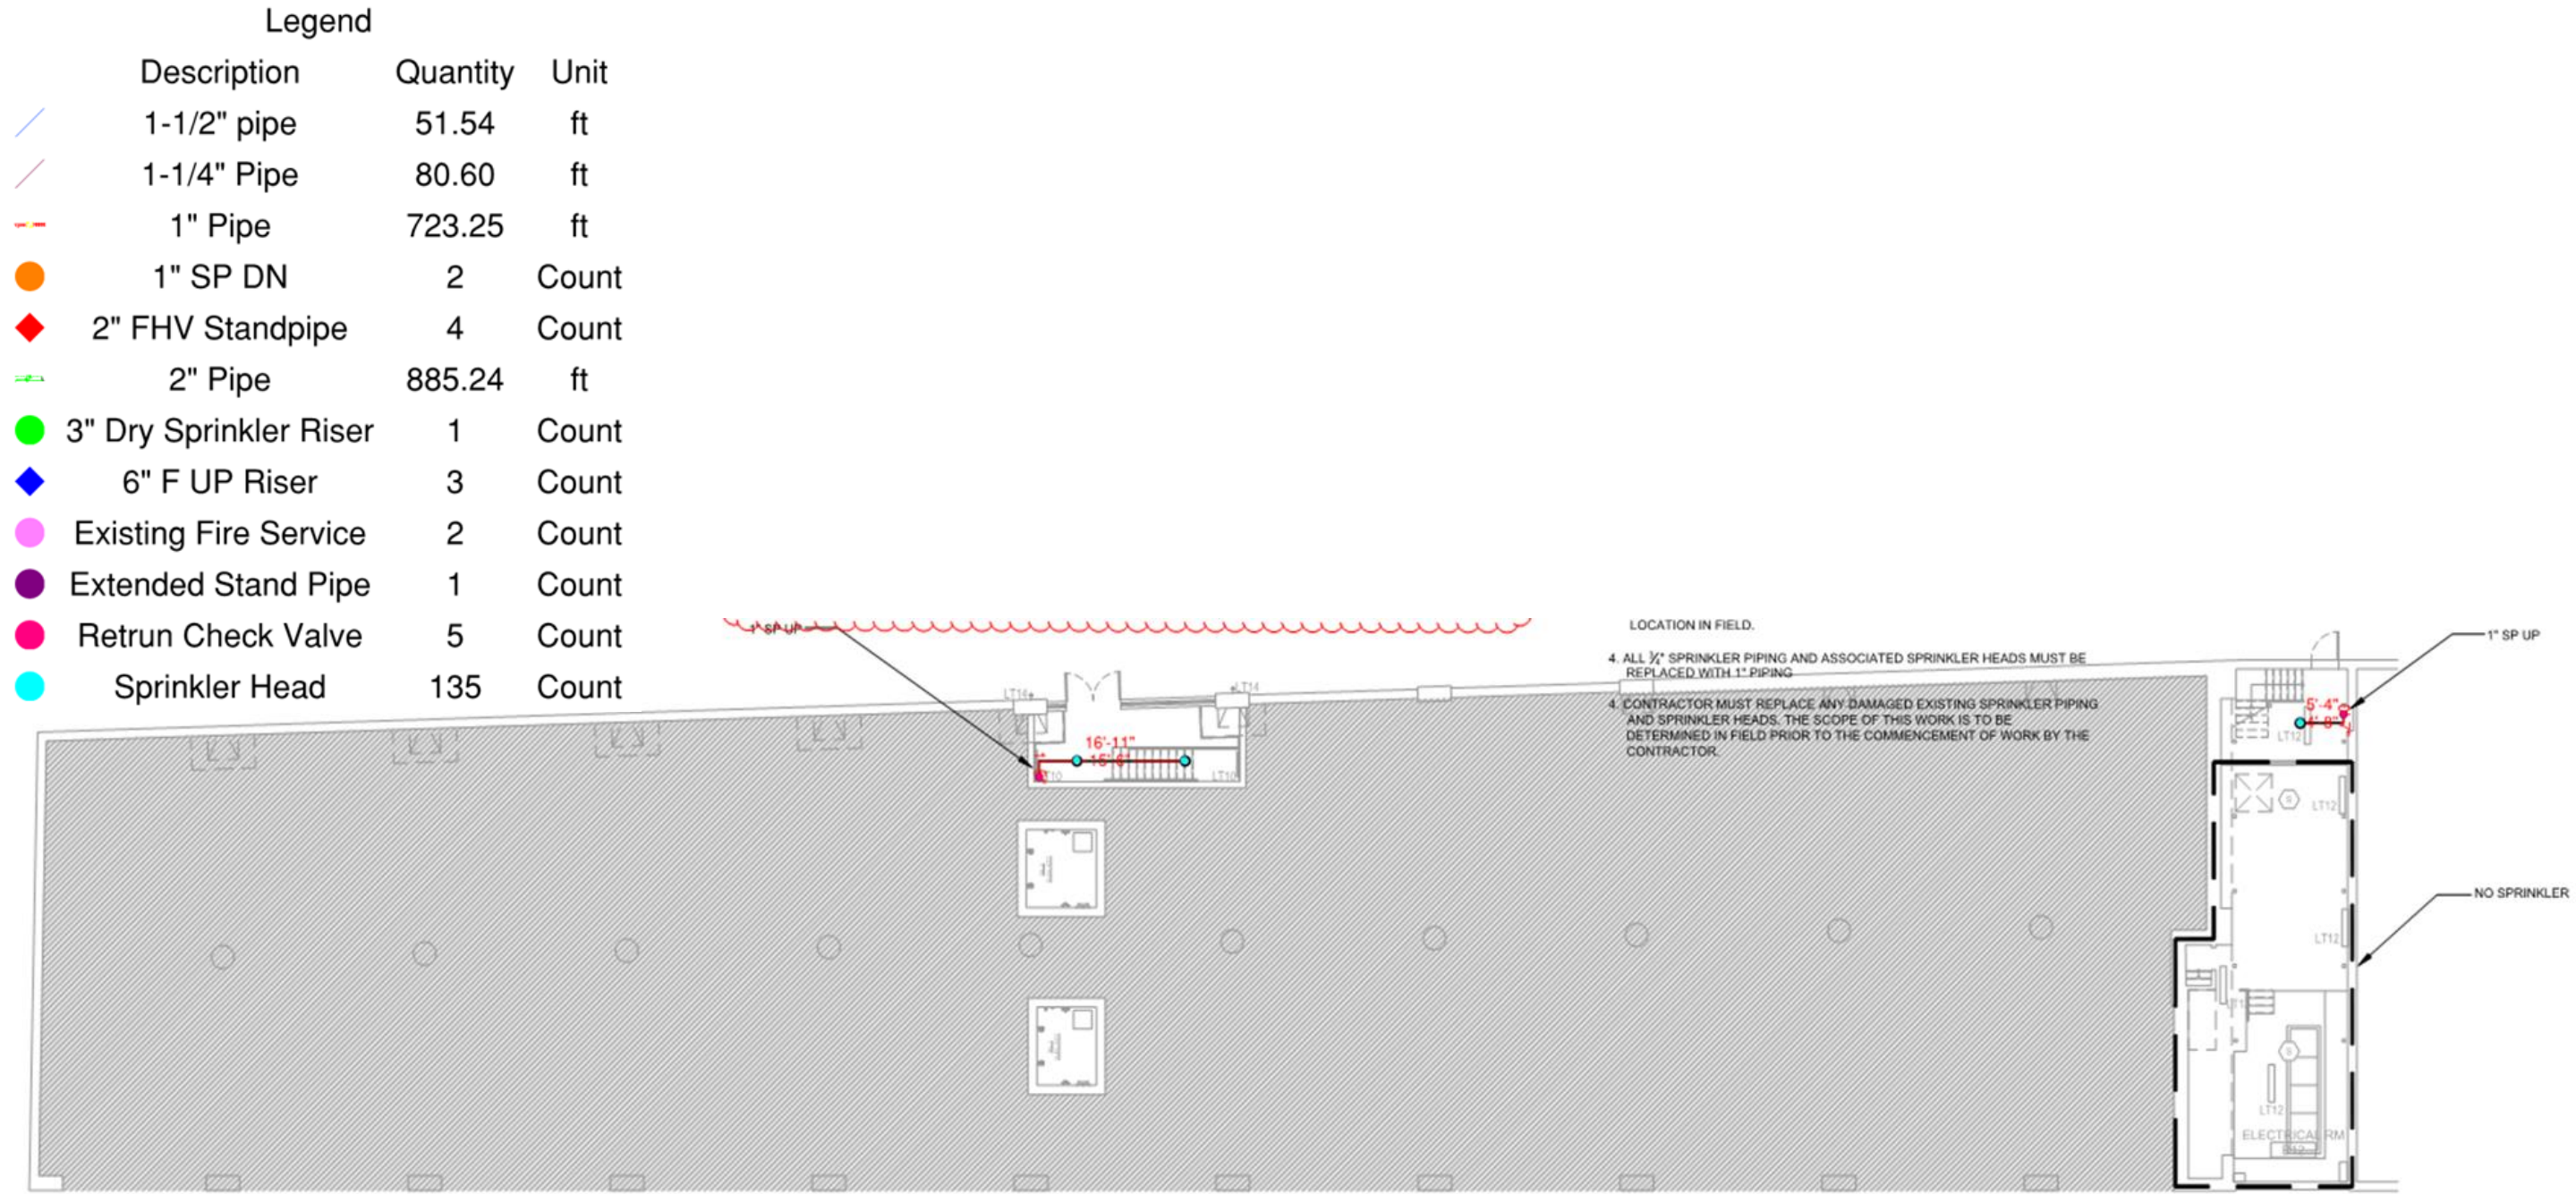 Legend
Description Quantity Unit
1-1/2" pipe 51.54 ft
1-1/4" Pipe 80.60 ft
1" Pipe 723.25 ft
1" SP DN 2 Count
2" FHV Standpipe 4 Count
2" Pipe 885.24 ft
3" Dry Sprinkler Riser 1 Count
6" F UP Riser 3 Count
Existing Fire Service 2 Count
Extended Stand Pipe 1 Count
Retrun Check Valve 5 Count
Sprinkler Head 135 Count
1" SP UP
LOCATION IN FIELD.
4. ALL ¾" SPRINKLER PIPING AND ASSOCIATED SPRINKLER HEADS MUST BE
REPLACED WITH 1" PIPING
4. CONTRACTOR MUST REPLACE ANY DAMAGED EXISTING SPRINKLER PIPING
AND SPRINKLER HEADS. THE SCOPE OF THIS WORK IS TO BE
DETERMINED IN FIELD PRIOR TO THE COMMENCEMENT OF WORK BY THE
CONTRACTOR.
1" SP UP
LT14
LT14
16'-11"
LT10
LT10
5'-4"
4'-8"
LT12
LT12
NO SPRINKLER
LT12
LT12
ELECTRICAL RM